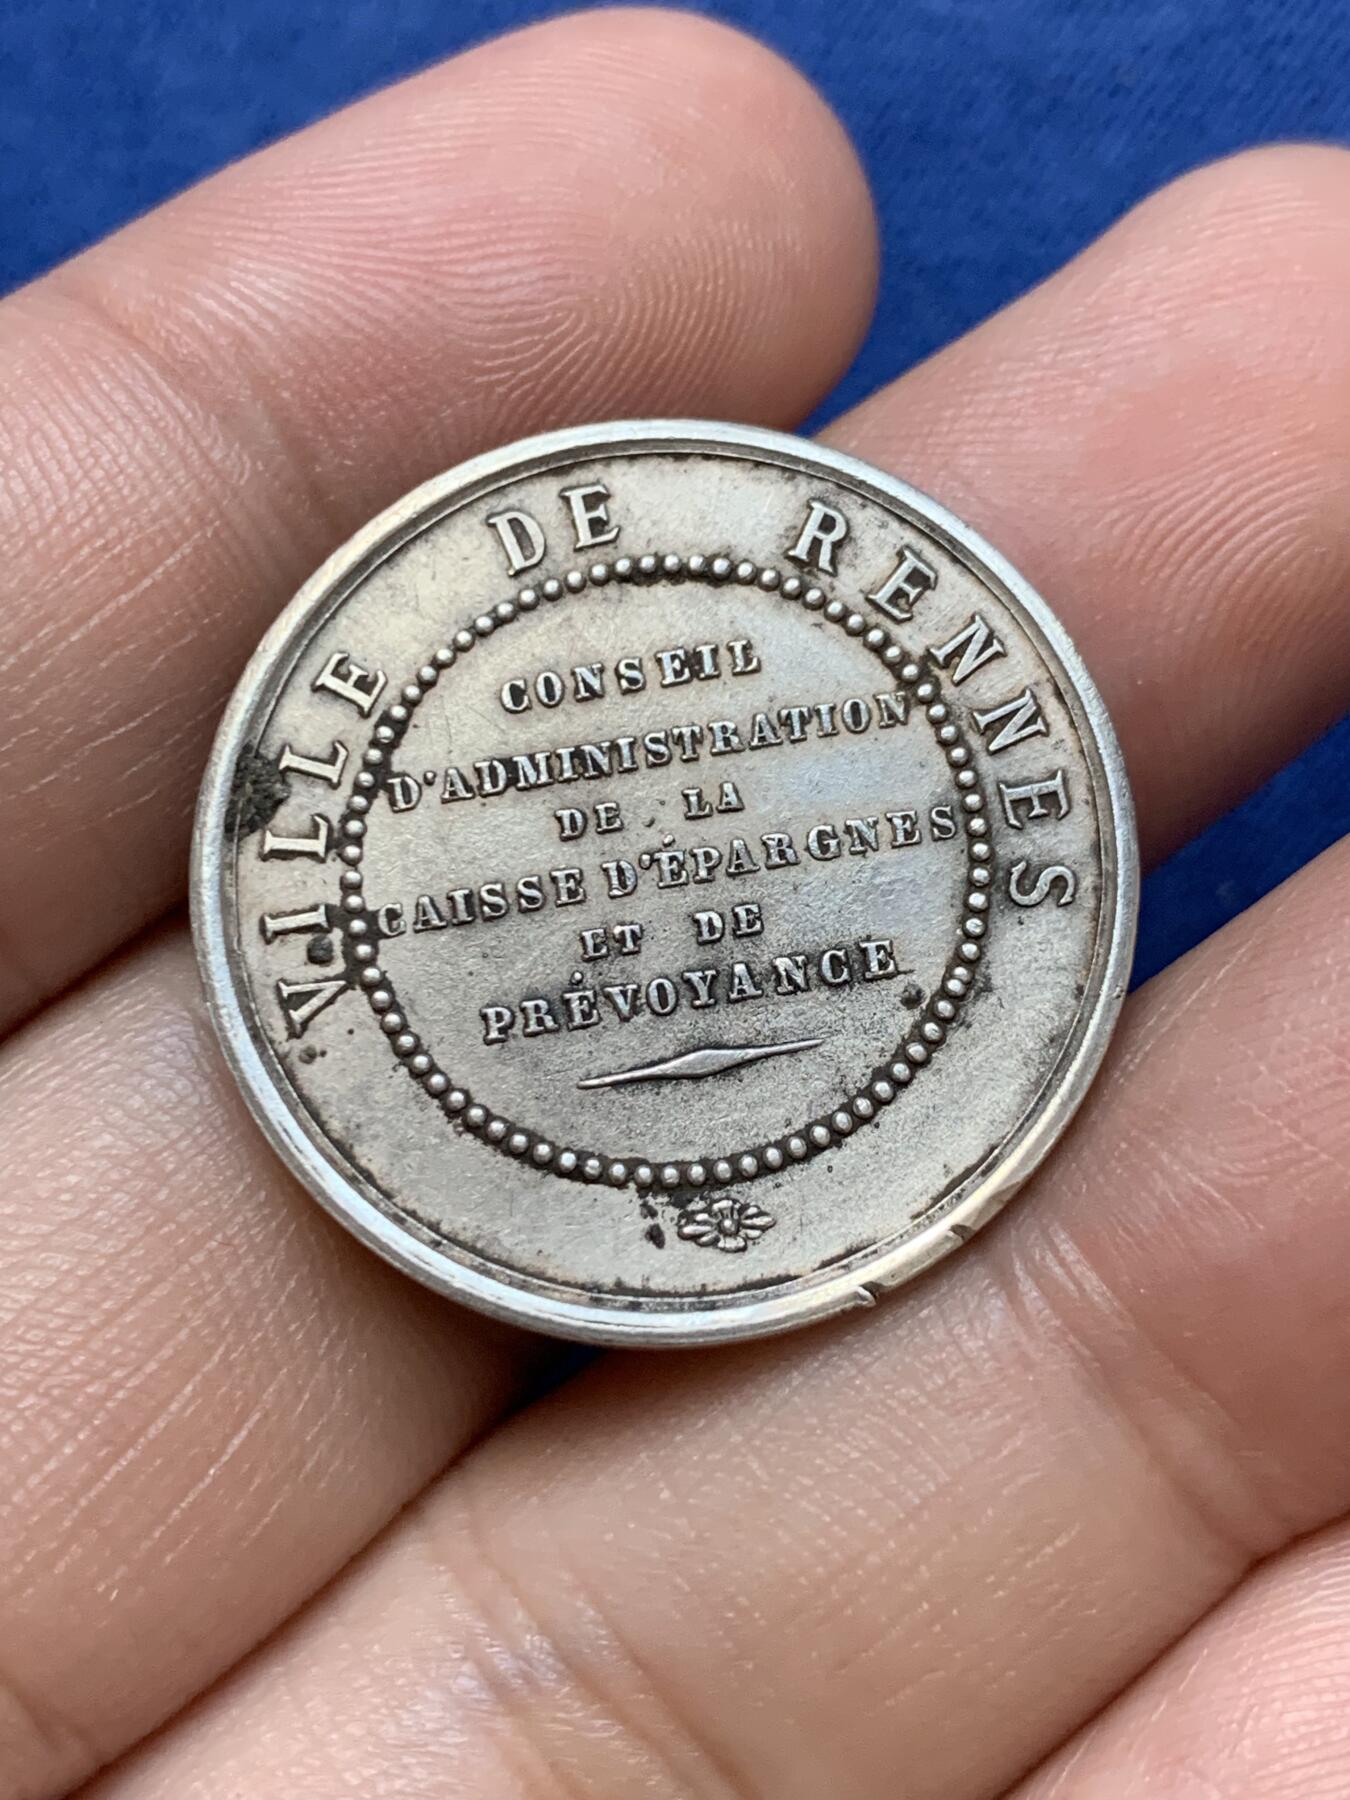 VILLE DE RENNES
CONSEIL
D'ADMINISTRATION
DE LA
CAISSE D'ÉPARGNES
ET DE
PRÉVOYANCE